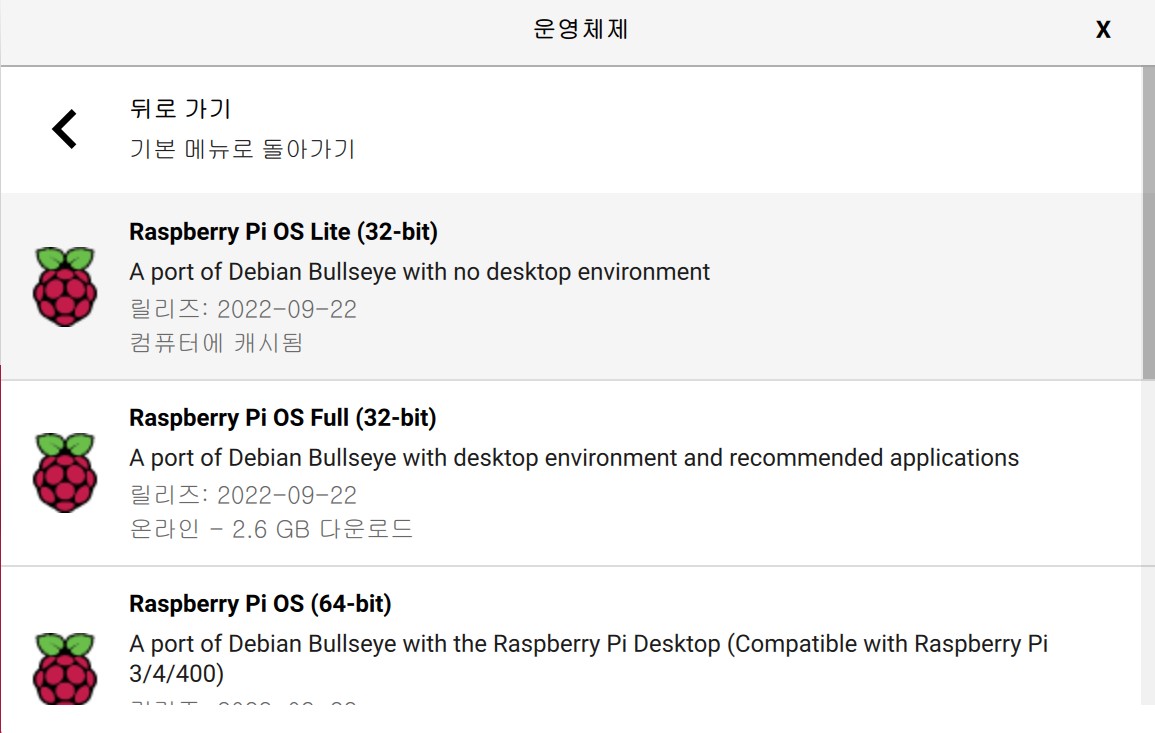 운영체제
X
뒤로 가기
기본 메뉴로 돌아가기
Raspberry Pi OS Lite (32-bit)
A port of Debian Bullseye with no desktop environment
릴리즈: 2022-09-22
컴퓨터에 캐시됨
Raspberry Pi OS Full (32-bit)
A port of Debian Bullseye with desktop environment and recommended applications
릴리즈: 2022-09-22
온라인 - 2.6 GB 다운로드
Raspberry Pi OS (64-bit)
A port of Debian Bullseye with the Raspberry Pi Desktop (Compatible with Raspberry Pi
3/4/400)